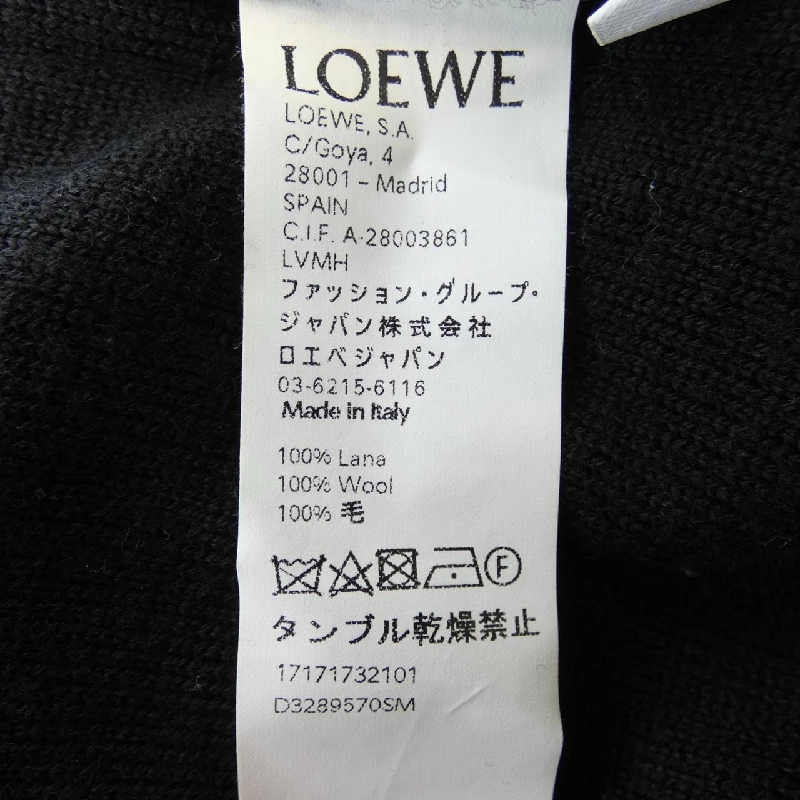 LOEWE
LOEWE, S.A.
C/Goya, 4
28001 - Madrid
SPAIN
C.I.F. A-28003861
LVMH
ファッション・グループ・
ジャパン株式会社
ロエベジャパン
03-6215-6116
Made in Italy
100% Lana
100% Wool
100% 毛
F
タンブル乾燥禁止
17171732101
D3289570SM